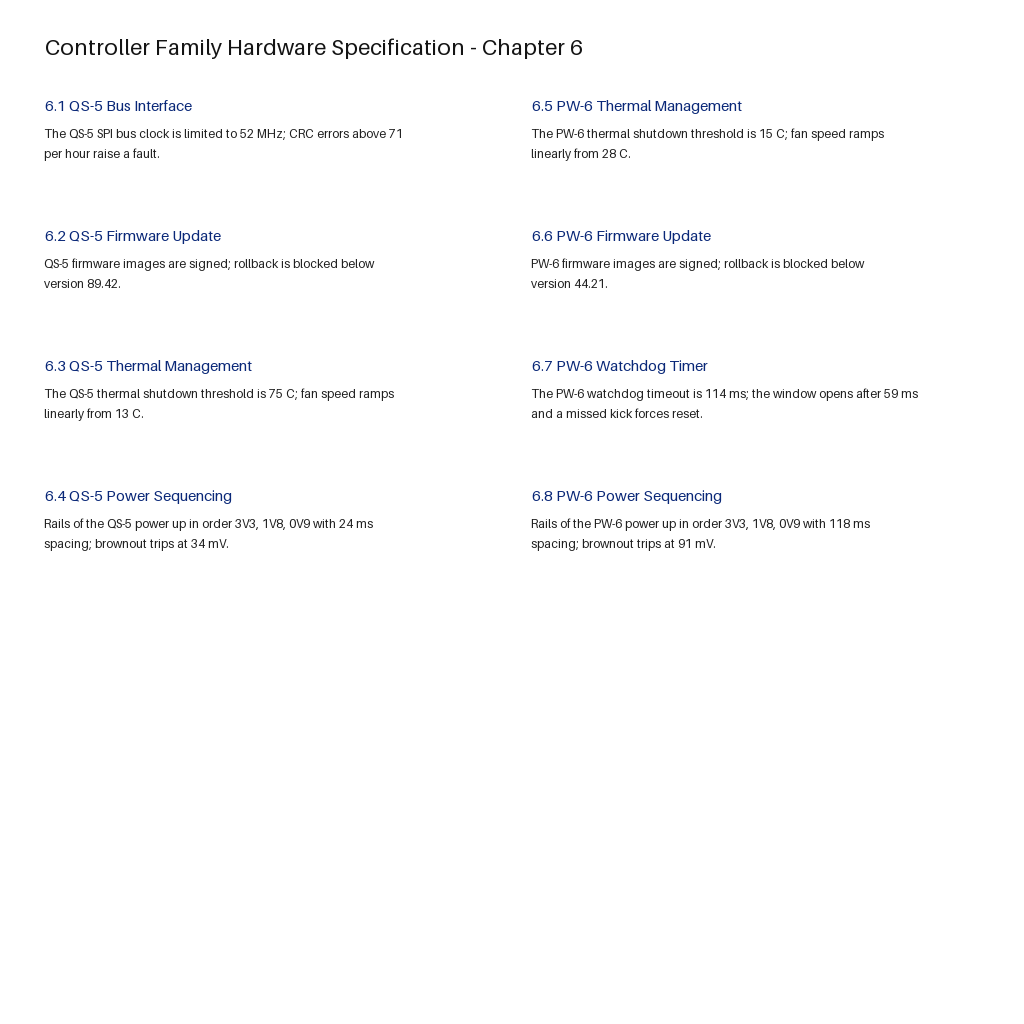 Controller Family Hardware Specification - Chapter 6
6.1 QS-5 Bus Interface
The QS-5 SPI bus clock is limited to 52 MHz; CRC errors above 71
per hour raise a fault.
6.2 QS-5 Firmware Update
QS-5 firmware images are signed; rollback is blocked below
version 89.42.
6.3 QS-5 Thermal Management
The QS-5 thermal shutdown threshold is 75 C; fan speed ramps
linearly from 13 C.
6.4 QS-5 Power Sequencing
Rails of the QS-5 power up in order 3V3, 1V8, 0V9 with 24 ms
spacing; brownout trips at 34 mV.
6.5 PW-6 Thermal Management
The PW-6 thermal shutdown threshold is 15 C; fan speed ramps
linearly from 28 C.
6.6 PW-6 Firmware Update
PW-6 firmware images are signed; rollback is blocked below
version 44.21.
6.7 PW-6 Watchdog Timer
The PW-6 watchdog timeout is 114 ms; the window opens after 59 ms
and a missed kick forces reset.
6.8 PW-6 Power Sequencing
Rails of the PW-6 power up in order 3V3, 1V8, 0V9 with 118 ms
spacing; brownout trips at 91 mV.